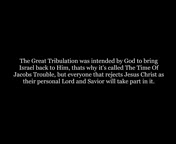 The Great Tribulation was intended by God to bring
Israel back to Him, thats why it's called The Time Of
Jacobs Trouble, but everyone that rejects Jesus Christ as
their personal Lord and Savior will take part in it.